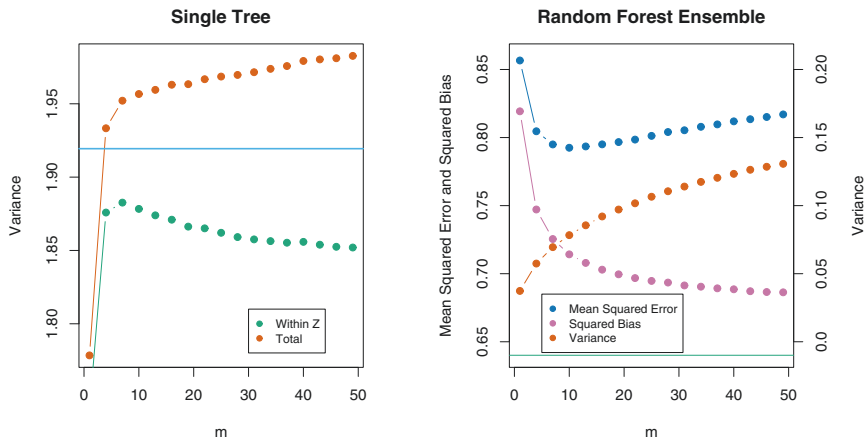 Single Tree
Variance
1.80 1.85 1.90 1.95
Within Z
Total
0 10 20 30 40 50
m
Random Forest Ensemble
Mean Squared Error and Squared Bias
0.65 0.70 0.75 0.80 0.85
Mean Squared Error
Squared Bias
Variance
0.0 0.05 0.10 0.15 0.20
Variance
0 10 20 30 40 50
m